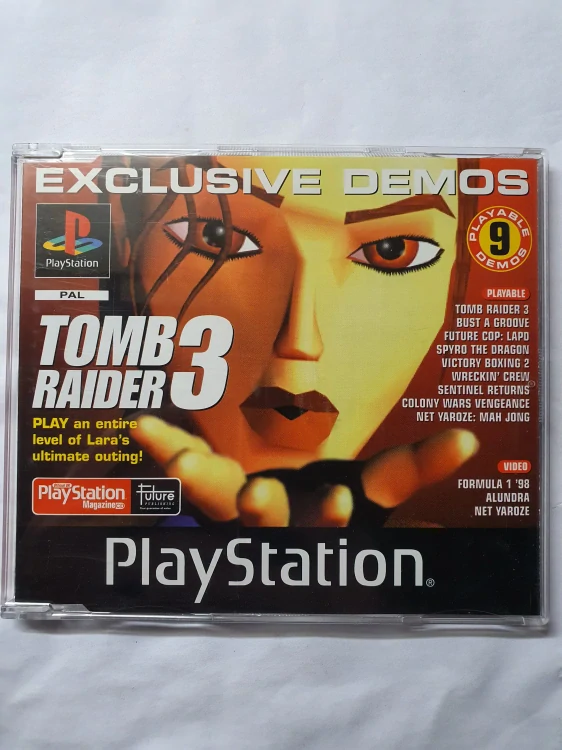 EXCLUSIVE DEMOS
PlayStation
PAL
PLAYABLE
9
DEMOS
TOMB
RAIDER 3
PLAY an entire
level of Lara's
ultimate outing!
PLAYABLE
TOMB RAIDER 3
BUST A GROOVE
FUTURE COP: LAPD
SPYRO THE DRAGON
VICTORY BOXING 2
WRECKIN' CREW
SENTINEL RETURNS
COLONY WARS VENGEANCE
NET YAROZE: MAH JONG
VIDEO
FORMULA 1 '98
ALUNDRA
NET YAROZE
PlayStation
Magazine
Future
PUBLISHING
PlayStation®